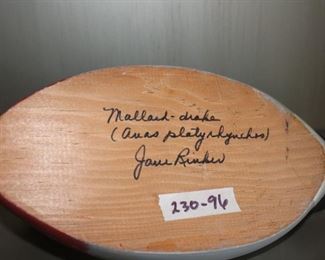 Mallard-drake
(Anas platyrhynchos)
Jane Rinker
230-96